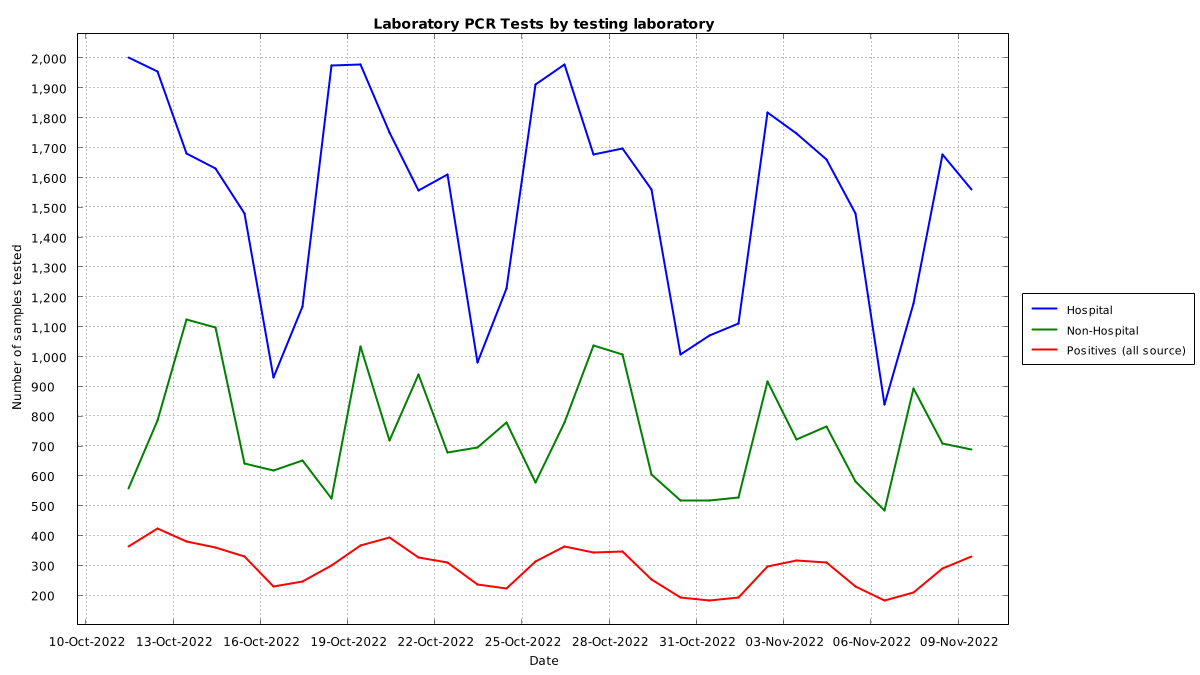 Laboratory PCR Tests by testing laboratory
2,000
1,900
1,800
1,700
1,600
1,500
1,400
1,300
1,200
1,100
1,000
900
800
700
600
500
400
300
200
Number of samples tested
10-Oct-2022 13-Oct-2022 16-Oct-2022 19-Oct-2022 22-Oct-2022 25-Oct-2022 28-Oct-2022 31-Oct-2022 03-Nov-2022 06-Nov-2022 09-Nov-2022
Date
Hospital
Non-Hospital
Positives (all source)